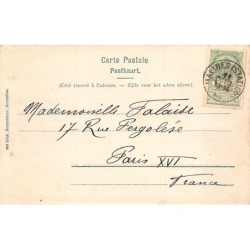 Carte Postale
Postkaart.
(Côté réservé à l'adresse. — Zijde voor het adres alleen.)
Mademoiselle Falaise
17 Rue Pergolèse
Paris XVI
France